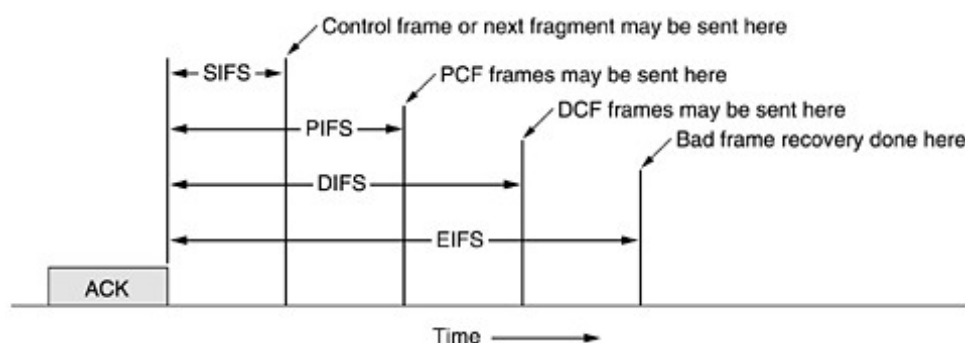 Control frame or next fragment may be sent here
SIFS
PCF frames may be sent here
PIFS
DCF frames may be sent here
DIFS
Bad frame recovery done here
EIFS
ACK
Time